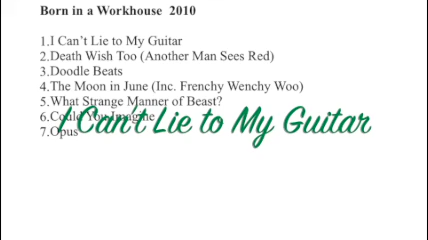 Born in a Workhouse 2010
1.I Can't Lie to My Guitar
2.Death Wish Too (Another Man Sees Red)
3.Doodle Beats
4.The Moon in June (Inc. Frenchy Wenchy Woo)
5.What Strange Manner of Beast?
6.Could You Imagine
7.Opus
I Can't Lie to My Guitar